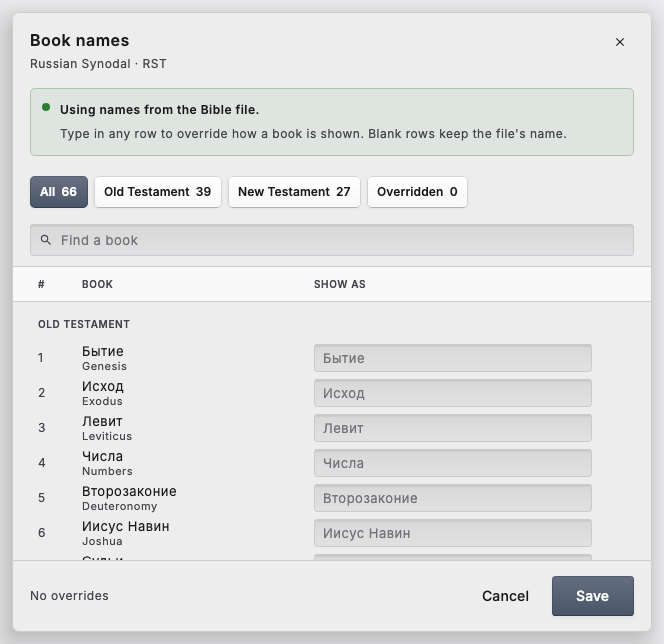 Book names
Russian Synodal · RST
Using names from the Bible file.
Type in any row to override how a book is shown. Blank rows keep the file's name.
All 66 Old Testament 39 New Testament 27 Overridden 0
Find a book
# BOOK SHOW AS
OLD TESTAMENT
1 Бытие Бытие
Genesis
2 Исход Исход
Exodus
3 Левит Левит
Leviticus
4 Числа Числа
Numbers
5 Второзаконие Второзаконие
Deuteronomy
6 Иисус Навин Иисус Навин
Joshua
No overrides Cancel Save